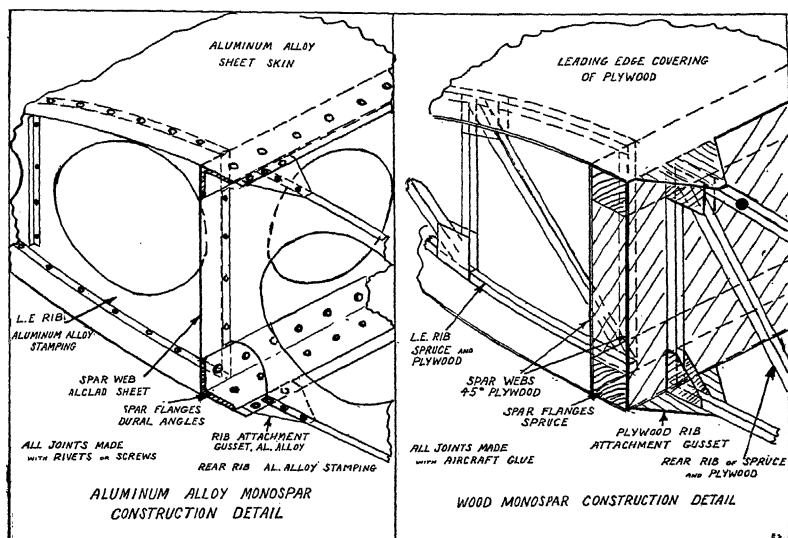 ALUMINUM ALLOY
SHEET SKIN
L.E RIB
ALUMINUM ALLOY
STAMPING
SPAR WEB
ALCLAD SHEET
SPAR FLANGES
DURAL ANGLES
RIB ATTACHMENT
GUSSET, AL. ALLOY
ALL JOINTS MADE
WITH RIVETS OR SCREWS
REAR RIB AL. ALLOY STAMPING
ALUMINUM ALLOY MONOSPAR
CONSTRUCTION DETAIL
LEADING EDGE COVERING
OF PLYWOOD
L.E. RIB
SPRUCE AND
PLYWOOD
SPAR WEBS
45° PLYWOOD
SPAR FLANGES
SPRUCE
PLYWOOD RIB
ATTACHMENT GUSSET
ALL JOINTS MADE
WITH AIRCRAFT GLUE
REAR RIB OF SPRUCE
AND PLYWOOD
WOOD MONOSPAR CONSTRUCTION DETAIL